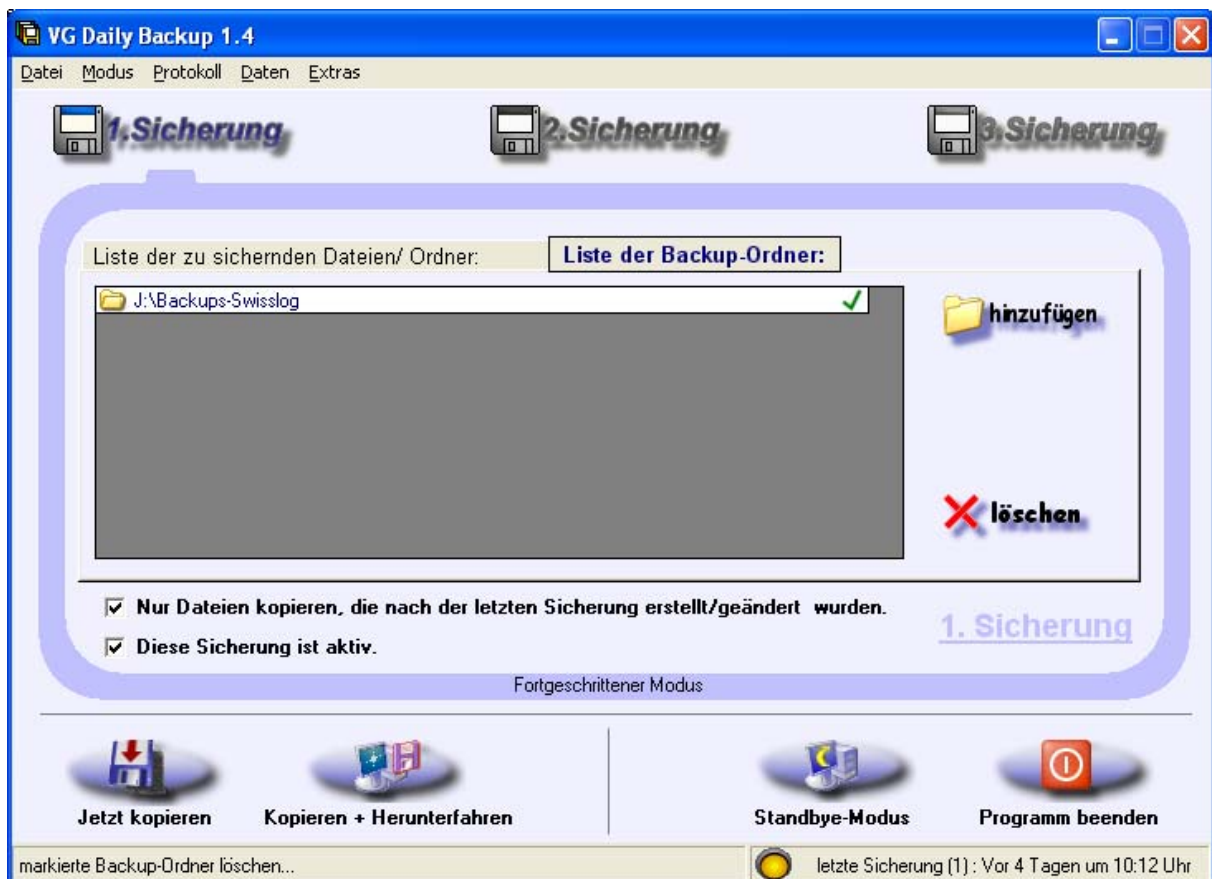 VG Daily Backup 1.4
Datei Modus Protokoll Daten Extras
1.Sicherung 2.Sicherung 3.Sicherung
Liste der zu sichernden Dateien/ Ordner: Liste der Backup-Ordner:
J:\Backups-Swisslog
hinzufügen
löschen
Nur Dateien kopieren, die nach der letzten Sicherung erstellt/geändert wurden.
Diese Sicherung ist aktiv.
1. Sicherung
Fortgeschrittener Modus
Jetzt kopieren Kopieren + Herunterfahren Standbye-Modus Programm beenden
markierte Backup-Ordner löschen... letzte Sicherung (1) : Vor 4 Tagen um 10:12 Uhr